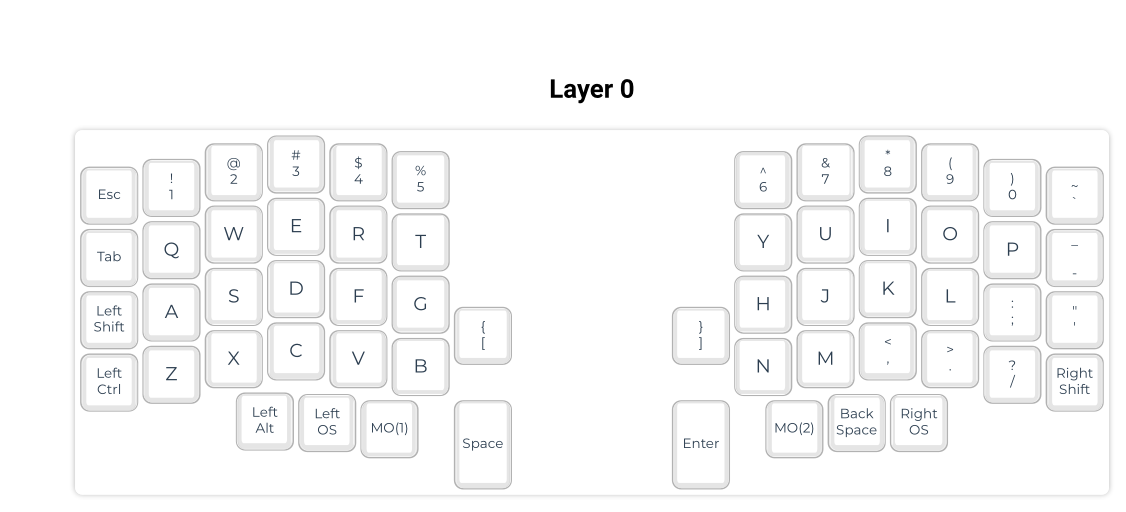 Layer 0
Esc
!
1
@
2
#
3
$
4
%
5
^
6
&
7
*
8
(
9
)
0
~
`
Tab
Q
W
E
R
T
Y
U
I
O
P
_
-
Left
Shift
A
S
D
F
G
{
[
}
]
H
J
K
L
:
;
"
'
Left
Ctrl
Z
X
C
V
B
N
M
<
,
>
.
?
/
Right
Shift
Left
Alt
Left
OS
MO(1)
Space
Enter
MO(2)
Back
Space
Right
OS